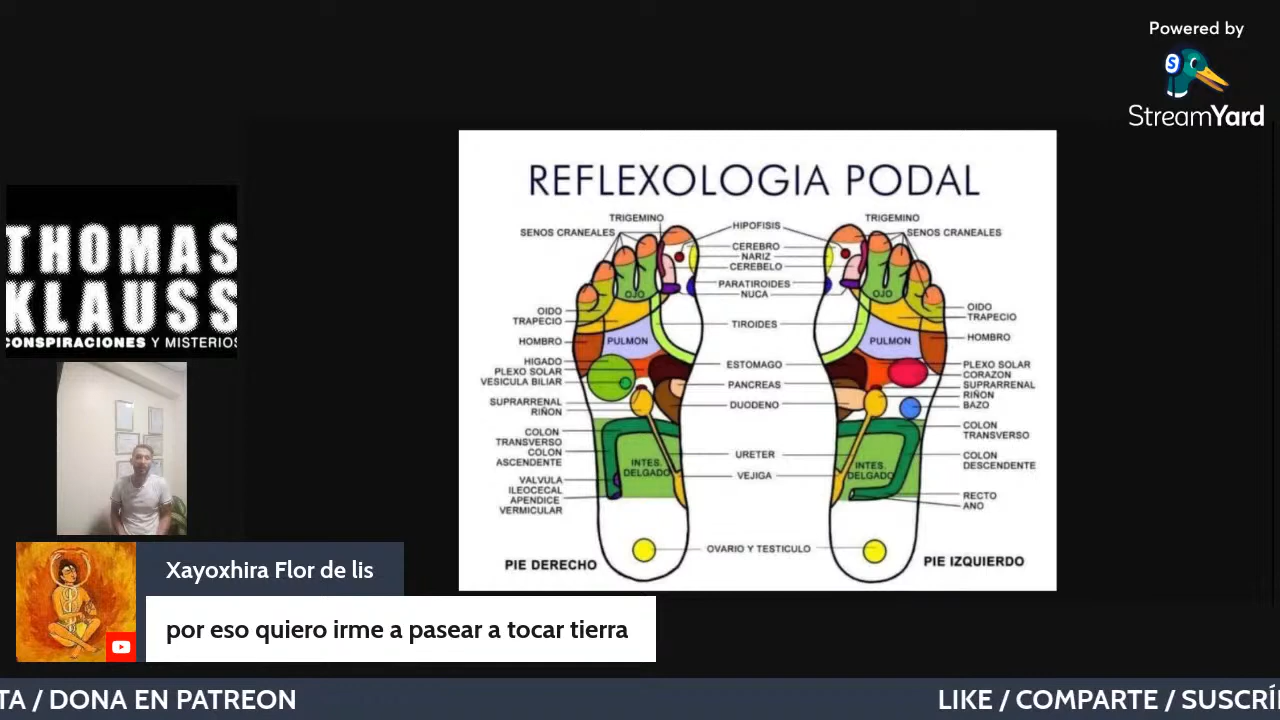 Powered by
S
StreamYard
THOMAS
KRAUSS
CONSPIRACIONES Y MISTERIOS
REFLEXOLOGIA PODAL
TRIGEMINO
SENOS CRANEALES
OJO
OIDO
TRAPECIO
HOMBRO
PULMON
HIGADO
PLEXO SOLAR
VESICULA BILIAR
SUPRARRENAL
RIÑON
COLON
TRANSVERSO
COLON
ASCENDENTE
INTES.
DELGADO
VALVULA
ILEOCECAL
APENDICE
VERMICULAR
PIE DERECHO
HIPOFISIS
CEREBRO
NARIZ
CEREBELO
PARATIROIDES
NUCA
TIROIDES
ESTOMAGO
PANCREAS
DUODENO
URETER
VEJIGA
OVARIO Y TESTICULO
TRIGEMINO
SENOS CRANEALES
OJO
OIDO
TRAPECIO
HOMBRO
PULMON
PLEXO SOLAR
CORAZON
SUPRARRENAL
RIÑON
BAZO
COLON
TRANSVERSO
COLON
DESCENDENTE
INTES.
DELGADO
RECTO
ANO
PIE IZQUIERDO
Xayoxhira Flor de lis
por eso quiero irme a pasear a tocar tierra
TA / DONA EN PATREON
LIKE / COMPARTE / SUSCRÍ